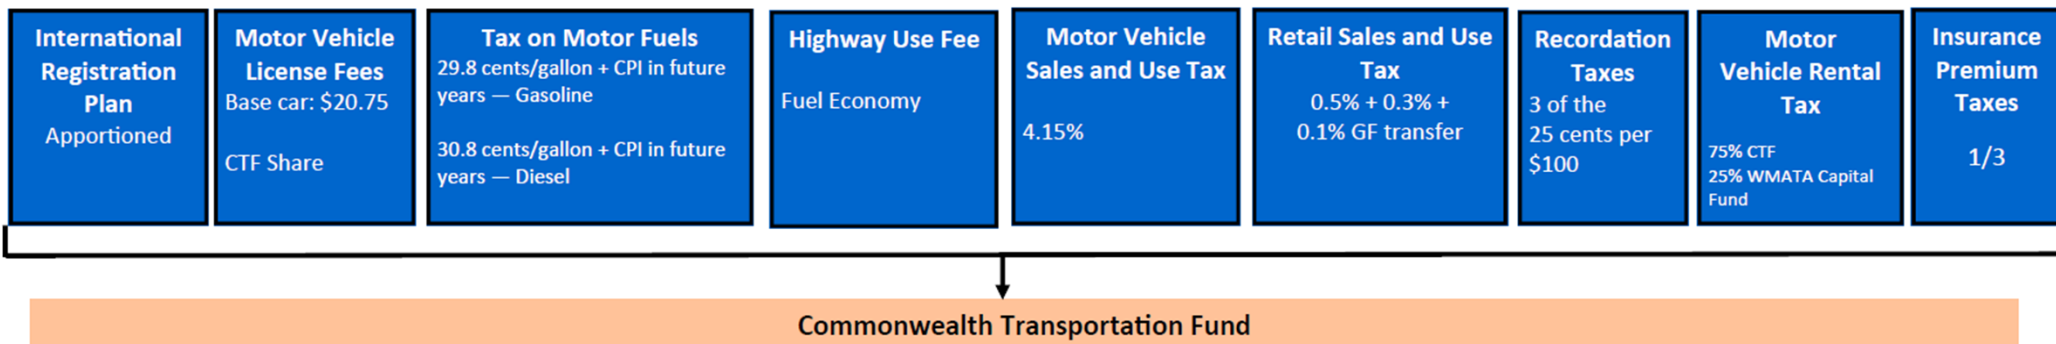 International
Registration
Plan
Apportioned
Motor Vehicle
License Fees
Base car: $20.75
CTF Share
Tax on Motor Fuels
29.8 cents/gallon + CPI in future
years — Gasoline
30.8 cents/gallon + CPI in future
years — Diesel
Highway Use Fee
Fuel Economy
Motor Vehicle
Sales and Use Tax
4.15%
Retail Sales and Use
Tax
0.5% + 0.3% +
0.1% GF transfer
Recordation
Taxes
3 of the
25 cents per
$100
Motor
Vehicle Rental
Tax
75% CTF
25% WMATA Capital
Fund
Insurance
Premium
Taxes
1/3
Commonwealth Transportation Fund